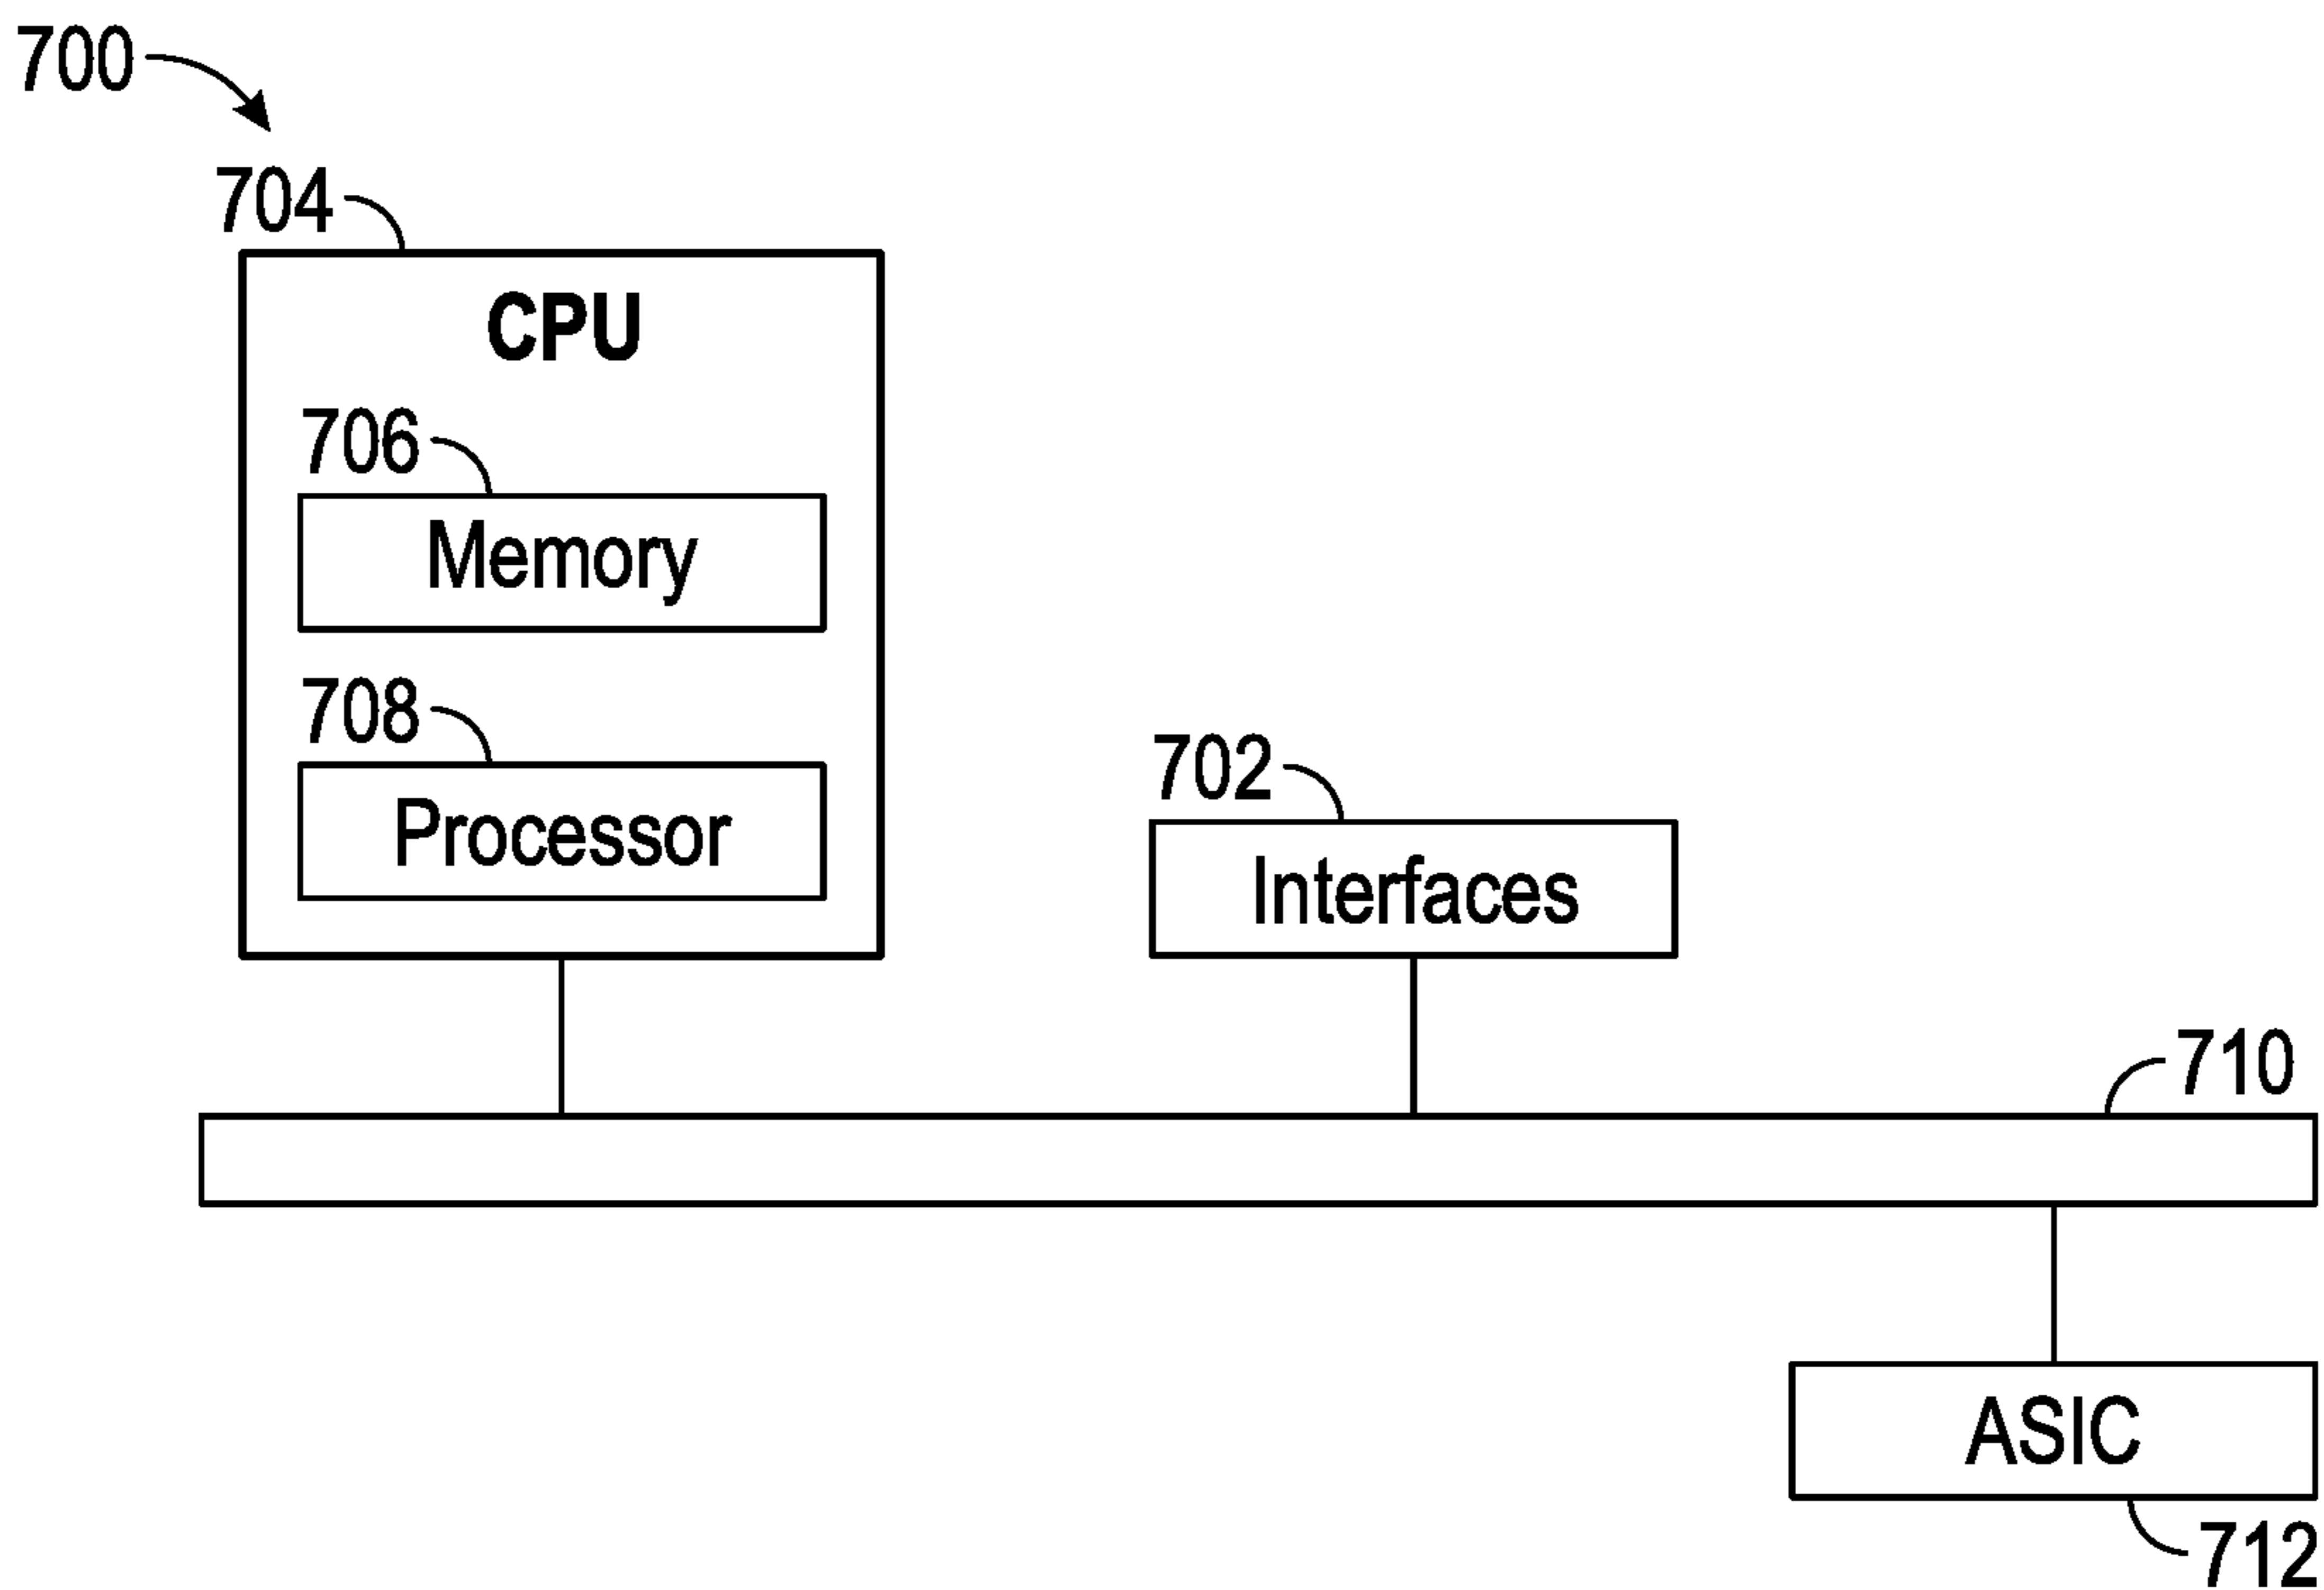 700
704
CPU
706
Memory
708
Processor
702
Interfaces
710
ASIC
712